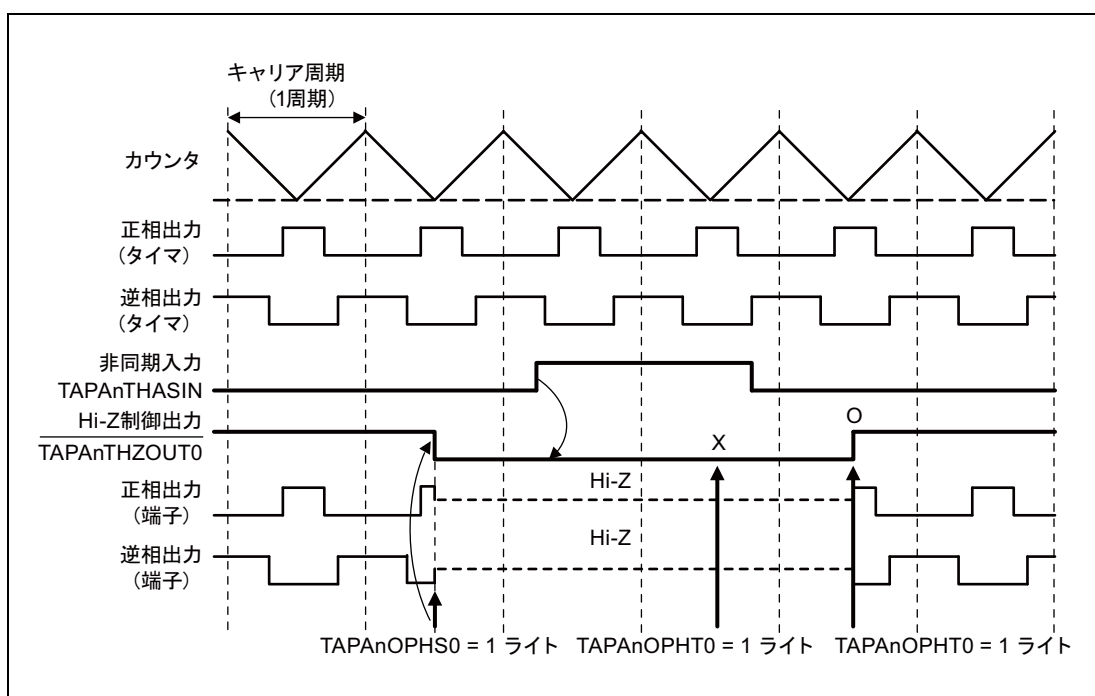 キャリア周期
（1周期）
カウンタ
正相出力
（タイマ）
逆相出力
（タイマ）
非同期入力
TAPAnTHASIN
Hi-Z制御出力
TAPAnTHZOUT0
X
O
正相出力
（端子）
Hi-Z
逆相出力
（端子）
Hi-Z
TAPAnOPHS0 = 1 ライト
TAPAnOPHT0 = 1 ライト
TAPAnOPHT0 = 1 ライト